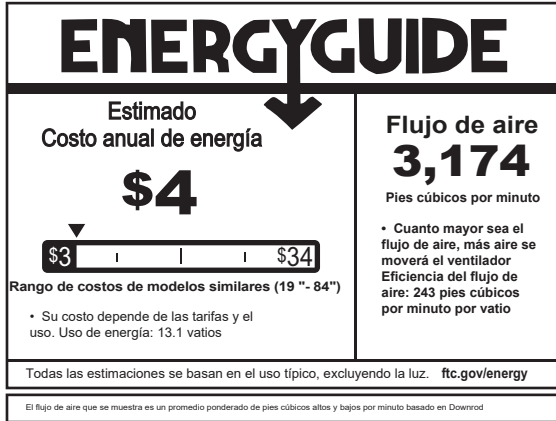 ENERGYGUIDE
Estimado
Costo anual de energía
$4
$3
$34
Rango de costos de modelos similares (19 "- 84")
• Su costo depende de las tarifas y el
uso. Uso de energía: 13.1 vatios
Flujo de aire
3,174
Pies cúbicos por minuto
• Cuanto mayor sea el
flujo de aire, más aire se
moverá el ventilador
Eficiencia del flujo de
aire: 243 pies cúbicos
por minuto por vatio
Todas las estimaciones se basan en el uso típico, excluyendo la luz. ftc.gov/energy
El flujo de aire que se muestra es un promedio ponderado de pies cúbicos altos y bajos por minuto basado en Downrod